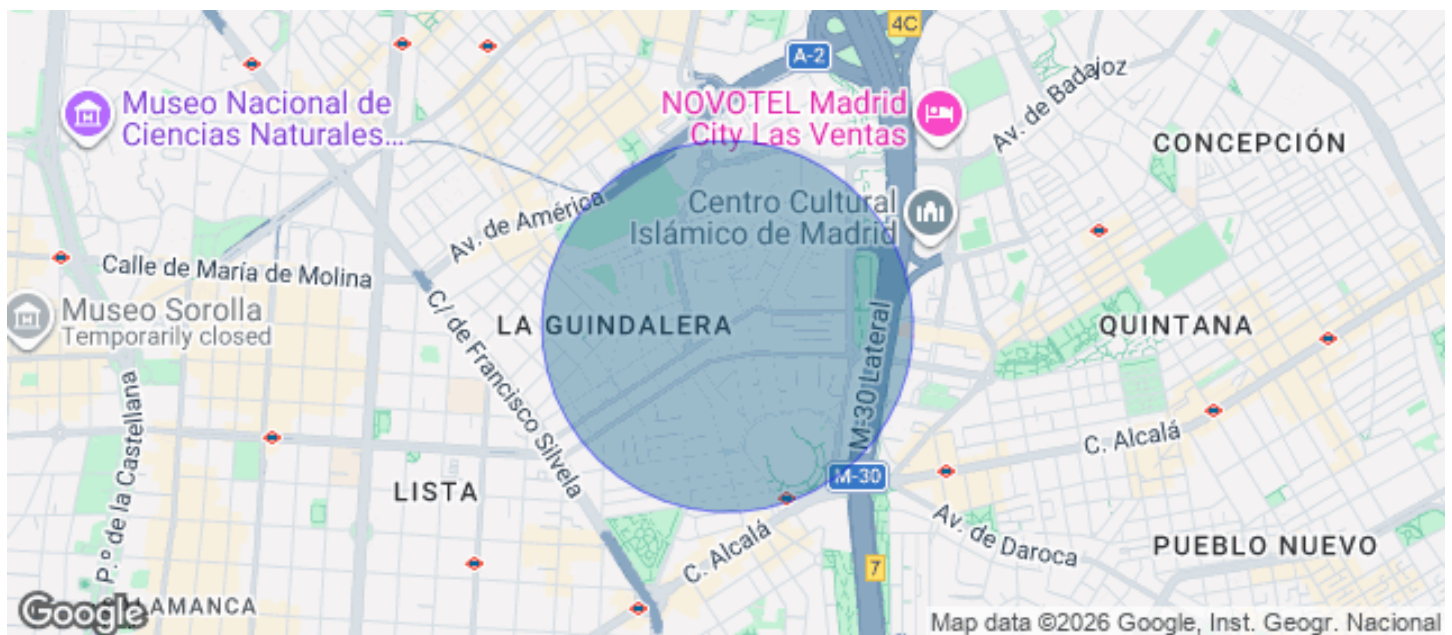 4C
A-2
Museo Nacional de
Ciencias Naturales...
NOVOTEL Madrid
City Las Ventas
Av. de Badajoz
CONCEPCIÓN
Av. de América
Centro Cultural
Islámico de Madrid
Calle de María de Molina
Museo Sorolla
Temporarily closed
LA GUINDALERA
QUINTANA
C/ de Francisco Silvela
M-30 Lateral
P.º de la Castellana
C. Alcalá
M-30
LISTA
Av. de Daroca
PUEBLO NUEVO
C. Alcalá
7
Google
Map data ©2026 Google, Inst. Geogr. Nacional